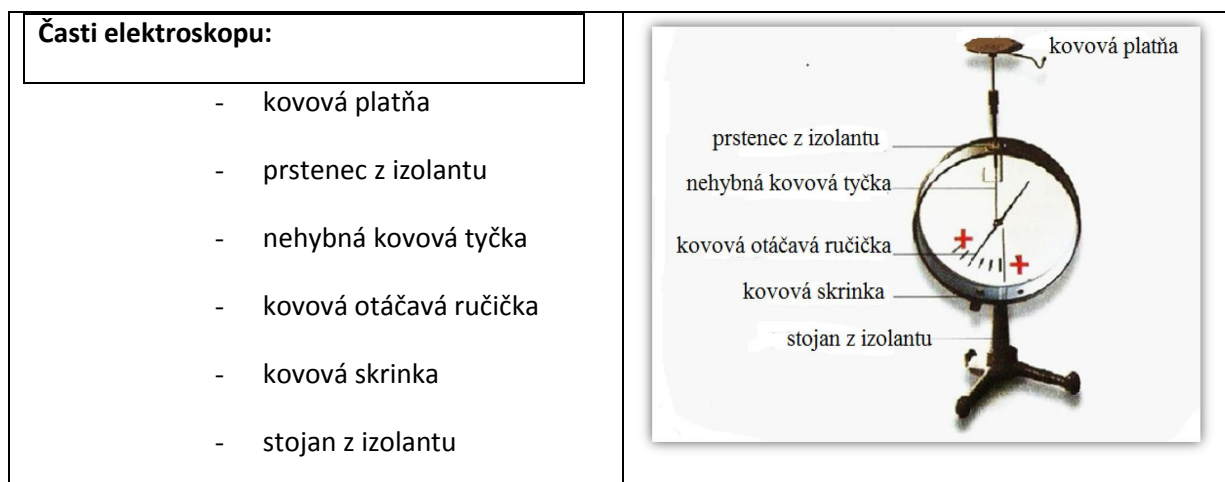 Časti elektroskopu:
- kovová platňa
- prstenec z izolantu
- nehybná kovová tyčka
- kovová otáčavá ručička
- kovová skrinka
- stojan z izolantu
kovová platňa
prstenec z izolantu
nehybná kovová tyčka
kovová otáčavá ručička
+
+
kovová skrinka
stojan z izolantu